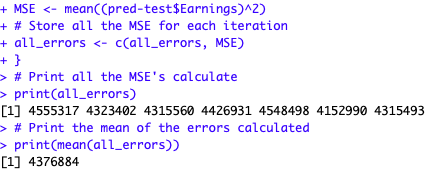 + MSE <- mean((pred-test$Earnings)^2)
+ # Store all the MSE for each iteration
+ all_errors <- c(all_errors, MSE)
+ }
> # Print all the MSE's calculate
> print(all_errors)
[1] 4555317 4323402 4315560 4426931 4548498 4152990 4315493
> # Print the mean of the errors calculated
> print(mean(all_errors))
[1] 4376884